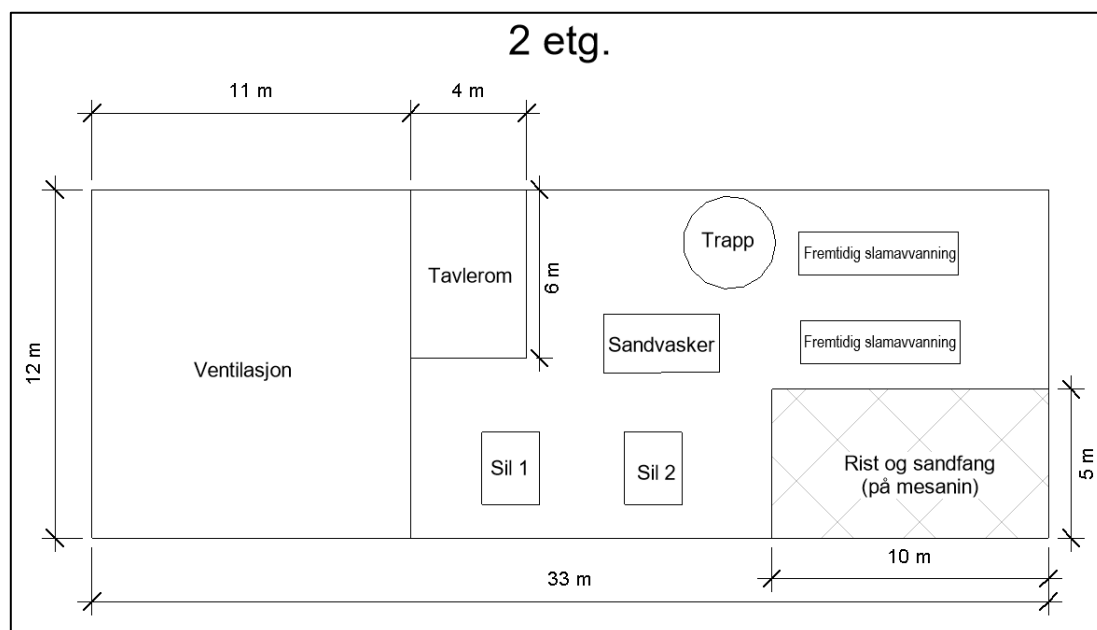 2 etg.
11 m
4 m
Trapp
Fremtidig slamavvanning
Tavlerom
6 m
Sandvasker
Fremtidig slamavvanning
12 m
Ventilasjon
Sil 1
Sil 2
Rist og sandfang
(på mesanin)
5 m
10 m
33 m